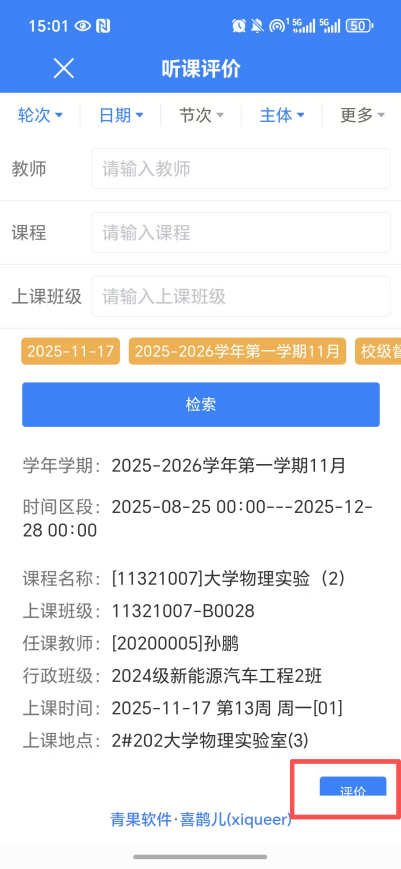 15:01 5G 5G 50
听课评价
轮次 日期 节次 主体 更多
教师 请输入教师
课程 请输入课程
上课班级 请输入上课班级
2025-11-17 2025-2026学年第一学期11月 校级督
检索
学年学期: 2025-2026学年第一学期11月
时间区段: 2025-08-25 00:00---2025-12-
28 00:00
课程名称: [11321007]大学物理实验（2）
上课班级: 11321007-B0028
任课教师: [20200005]孙鹏
行政班级: 2024级新能源汽车工程2班
上课时间: 2025-11-17 第13周 周一[01]
上课地点: 2#202大学物理实验室(3)
评价
青果软件·喜鹊儿(xiqueer)